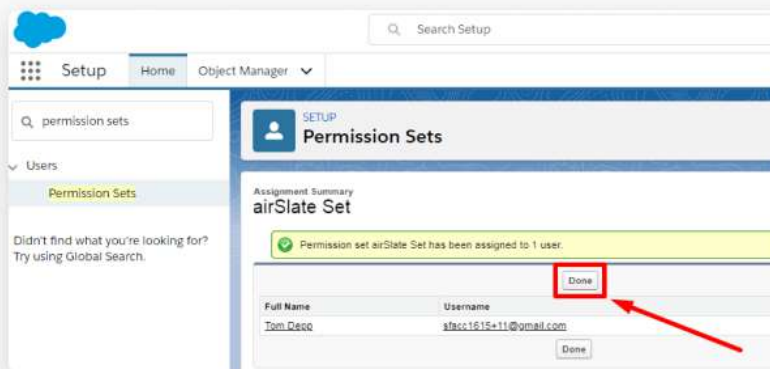 Search Setup
Setup Home Object Manager
permission sets
SETUP
Permission Sets
Users
Permission Sets
Didn't find what you're looking for?
Try using Global Search.
Assignment Summary
airSlate Set
Permission set airSlate Set has been assigned to 1 user.
Done
Full Name Username
Tom Depp sfacc1615+11@gmail.com
Done